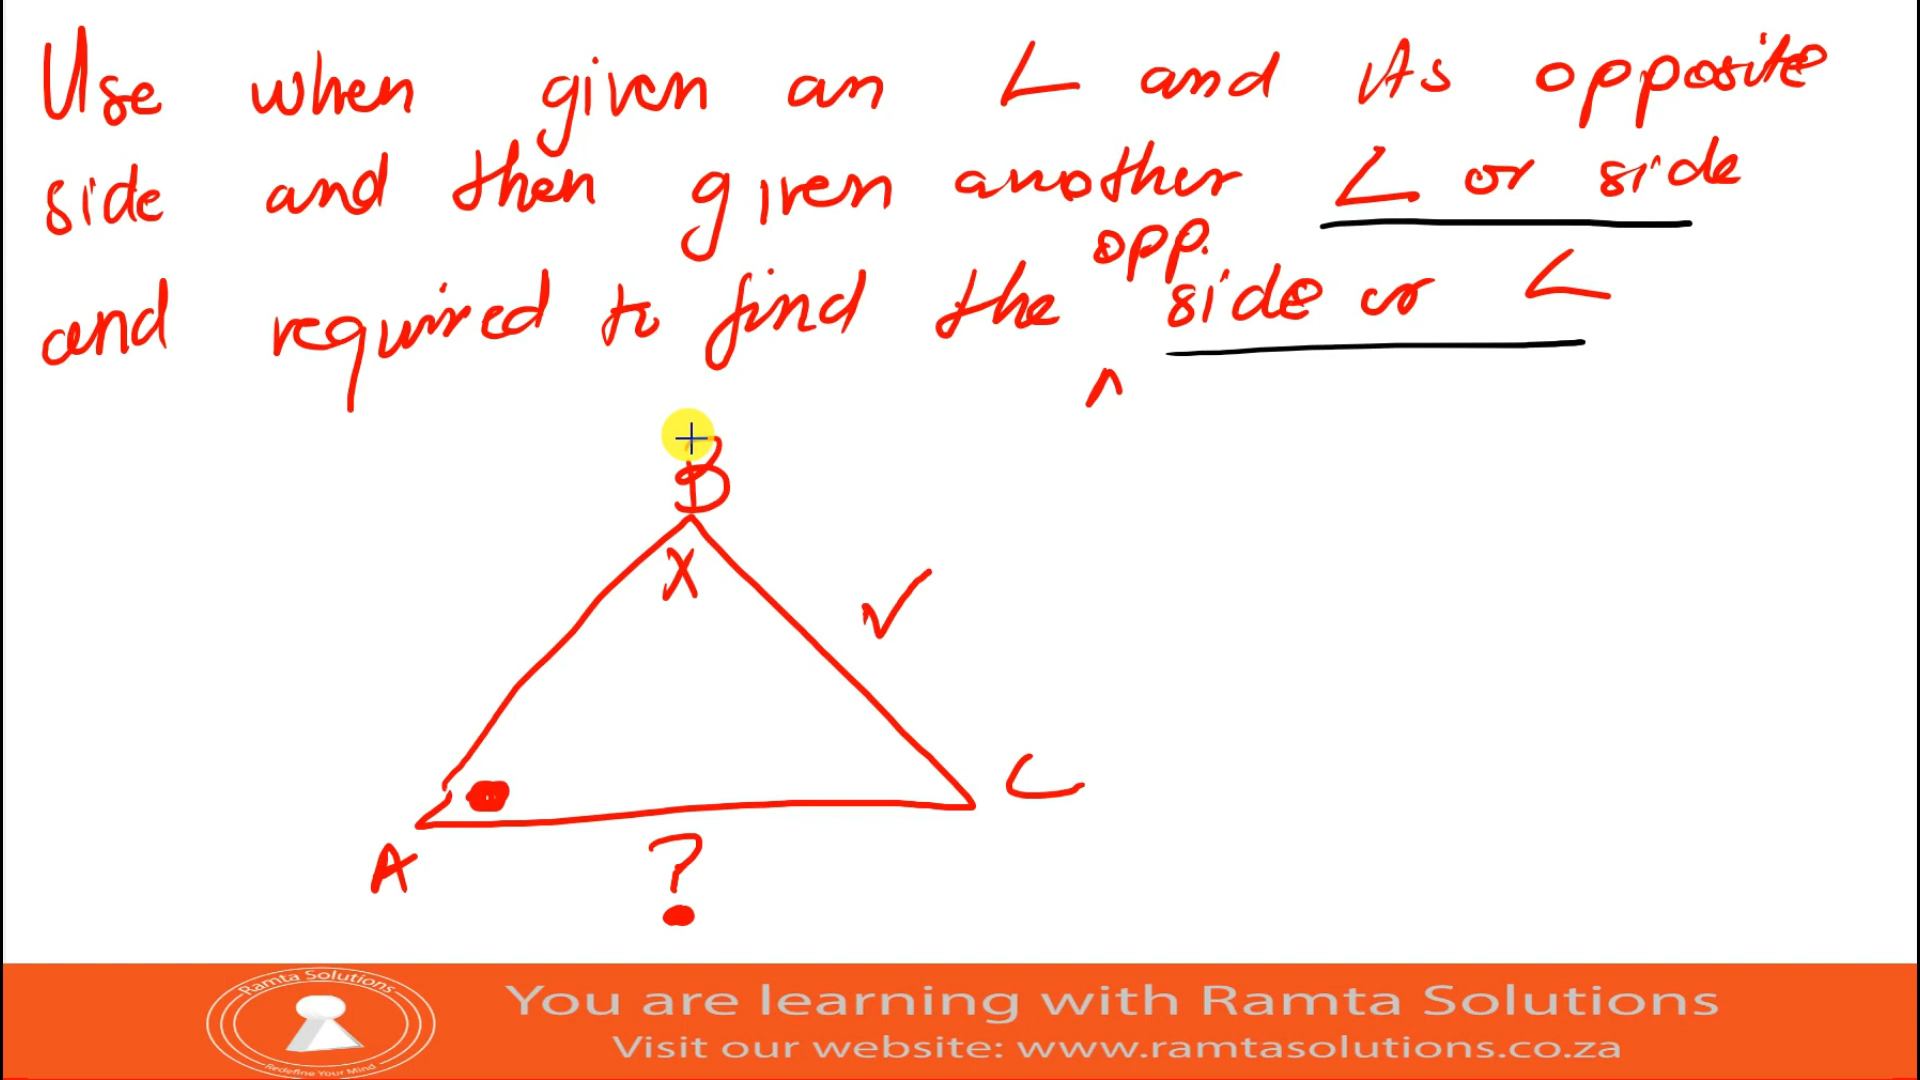 Use when given an ∠ and its opposite
side and then given another ∠ or side
opp.
and required to find the ^ side or ∠
B
X
✓
C
A
?
Ramta Solutions
You are learning with Ramta Solutions
Visit our website: www.ramtasolutions.co.za
Redefine Your Mind